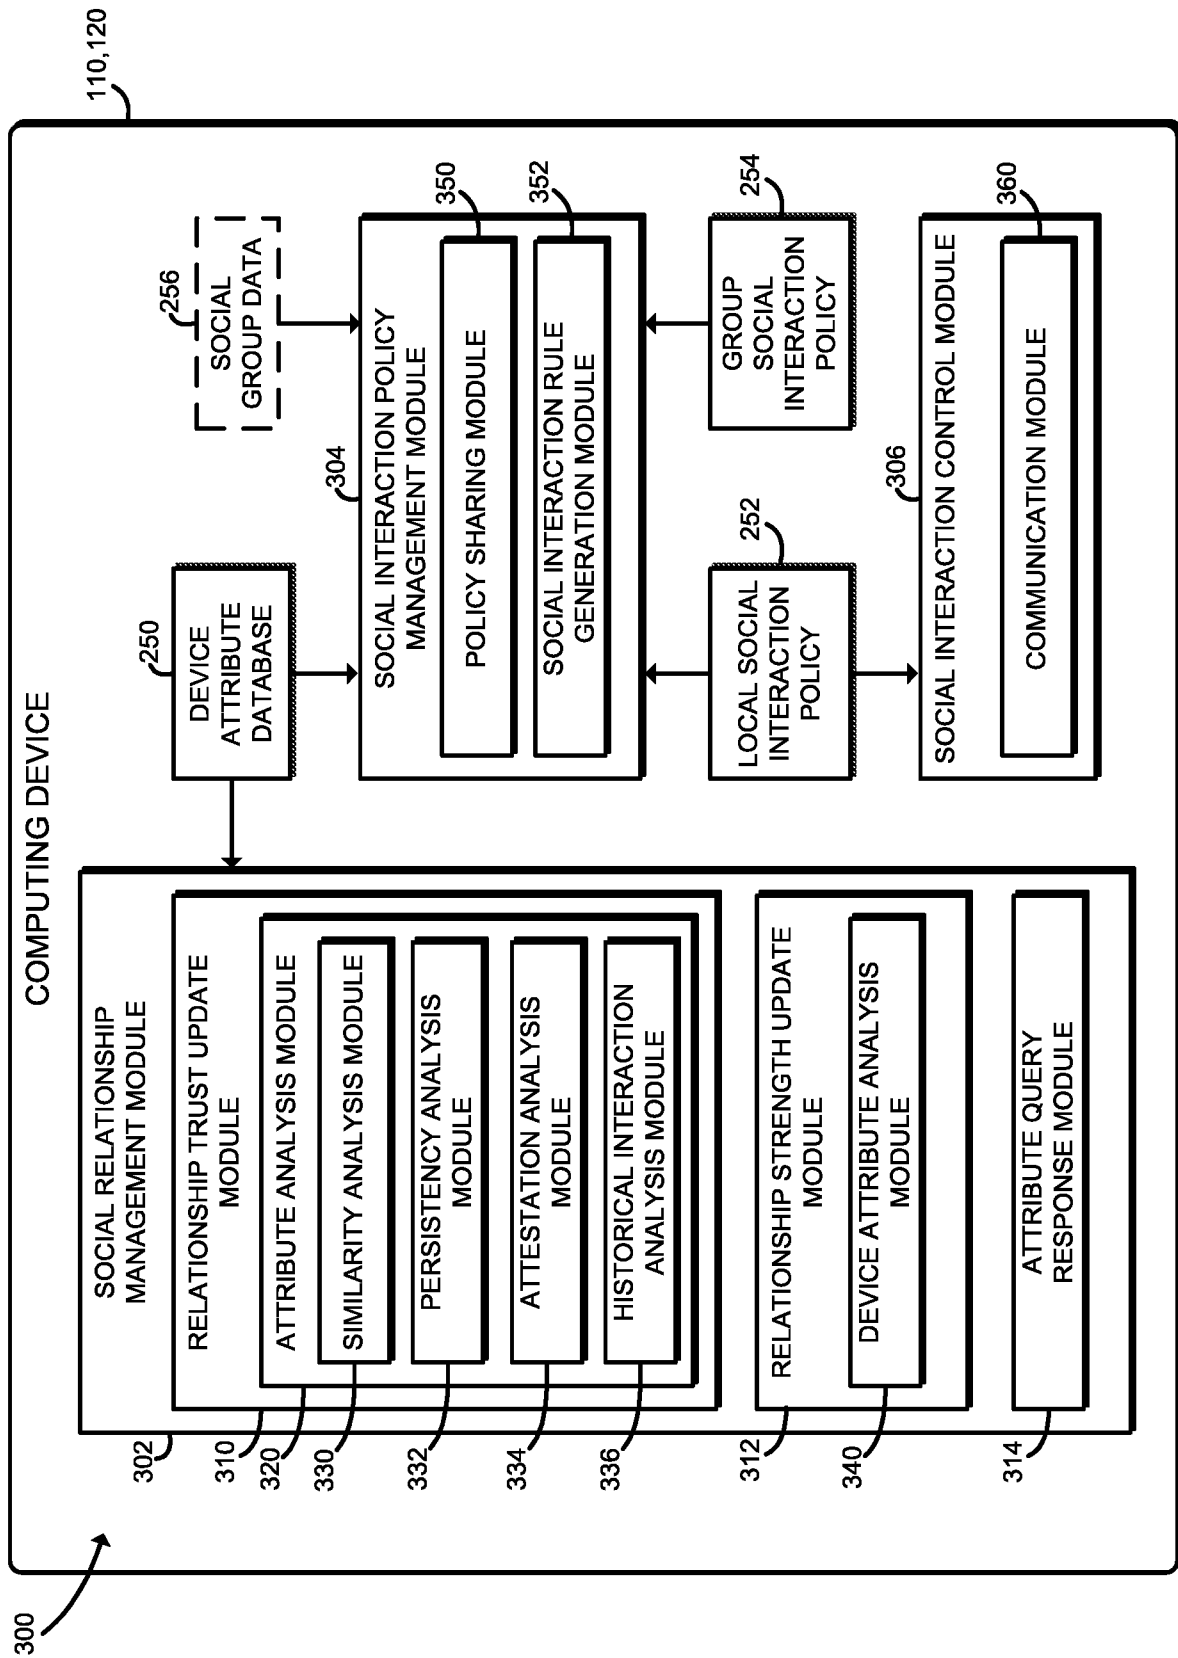 300
COMPUTING DEVICE
110,120
302
SOCIAL RELATIONSHIP
MANAGEMENT MODULE
310
RELATIONSHIP TRUST UPDATE
MODULE
320
ATTRIBUTE ANALYSIS MODULE
330
SIMILARITY ANALYSIS MODULE
332
PERSISTENCY ANALYSIS
MODULE
334
ATTESTATION ANALYSIS
MODULE
336
HISTORICAL INTERACTION
ANALYSIS MODULE
312
RELATIONSHIP STRENGTH UPDATE
MODULE
340
DEVICE ATTRIBUTE ANALYSIS
MODULE
314
ATTRIBUTE QUERY
RESPONSE MODULE
250
DEVICE
ATTRIBUTE
DATABASE
256
SOCIAL
GROUP DATA
304
SOCIAL INTERACTION POLICY
MANAGEMENT MODULE
350
POLICY SHARING MODULE
352
SOCIAL INTERACTION RULE
GENERATION MODULE
252
LOCAL SOCIAL
INTERACTION
POLICY
254
GROUP
SOCIAL
INTERACTION
POLICY
306
SOCIAL INTERACTION CONTROL MODULE
360
COMMUNICATION MODULE